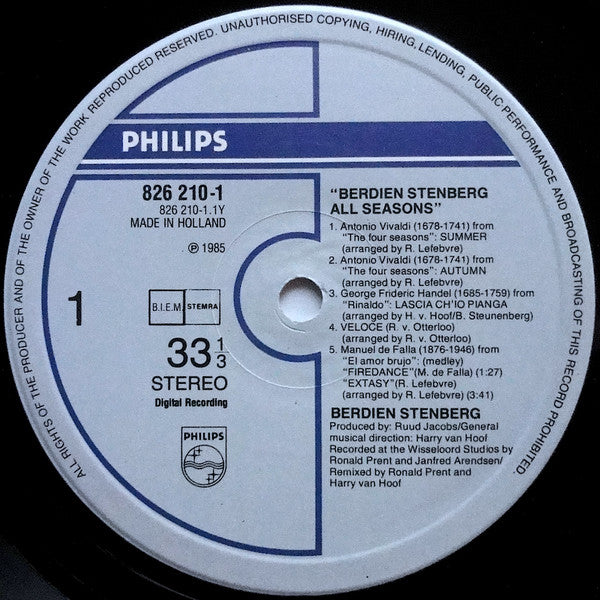 ALL RIGHTS OF THE PRODUCER AND OF THE OWNER OF THE WORK REPRODUCED RESERVED. UNAUTHORISED COPYING, HIRING, LENDING, PUBLIC PERFORMANCE AND BROADCASTING OF THIS RECORD PROHIBITED.
PHILIPS
826 210-1
826 210-1.1Y
MADE IN HOLLAND
℗ 1985
1
B.I.E.M. STEMRA
33 1/3
STEREO
Digital Recording
PHILIPS
"BERDIEN STENBERG
ALL SEASONS"
1. Antonio Vivaldi (1678-1741) from
"The four seasons": SUMMER
(arranged by R. Lefebvre)
2. Antonio Vivaldi (1678-1741) from
"The four seasons": AUTUMN
(arranged by R. Lefebvre)
3. George Frideric Handel (1685-1759) from
"Rinaldo": LASCIA CH'IO PIANGA
(arranged by H. v. Hoof/B. Steunenberg)
4. VELOCE (R. v. Otterloo)
(arranged by R. v. Otterloo)
5. Manuel de Falla (1876-1946) from
"El amor brujo": (medley)
"FIREDANCE"(M. de Falla) (1:27)
"EXTASY"(R. Lefebvre)
(arranged by R. Lefebvre) (3:41)
BERDIEN STENBERG
Produced by: Ruud Jacobs/General
musical direction: Harry van Hoof
Recorded at the Wisseloord Studios by
Ronald Prent and Janfred Arendsen/
Remixed by Ronald Prent and
Harry van Hoof